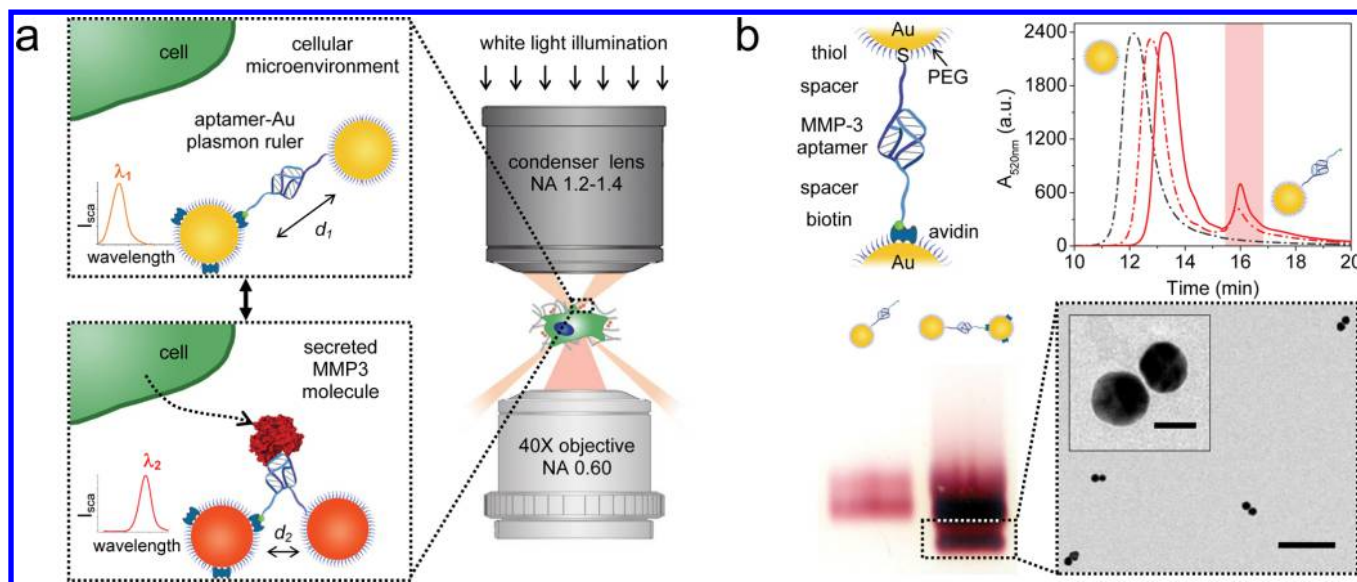 a
cell
cellular
microenvironment
aptamer-Au
plasmon ruler
λ1
Isca
wavelength
d1
cell
secreted
MMP3
molecule
λ2
Isca
wavelength
d2
white light illumination
condenser lens
NA 1.2-1.4
40X objective
NA 0.60
b
Au
thiol
S
PEG
spacer
MMP-3
aptamer
spacer
biotin
avidin
Au
A520nm (a.u.)
2400
1800
1200
600
0
10 12 14 16 18 20
Time (min)